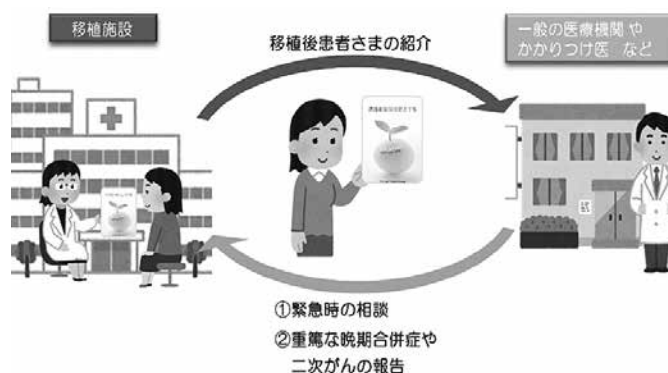 移植施設
移植後患者さまの紹介
一般の医療機関や
かかりつけ医 など
①緊急時の相談
②重篤な晩期合併症や
二次がんの報告